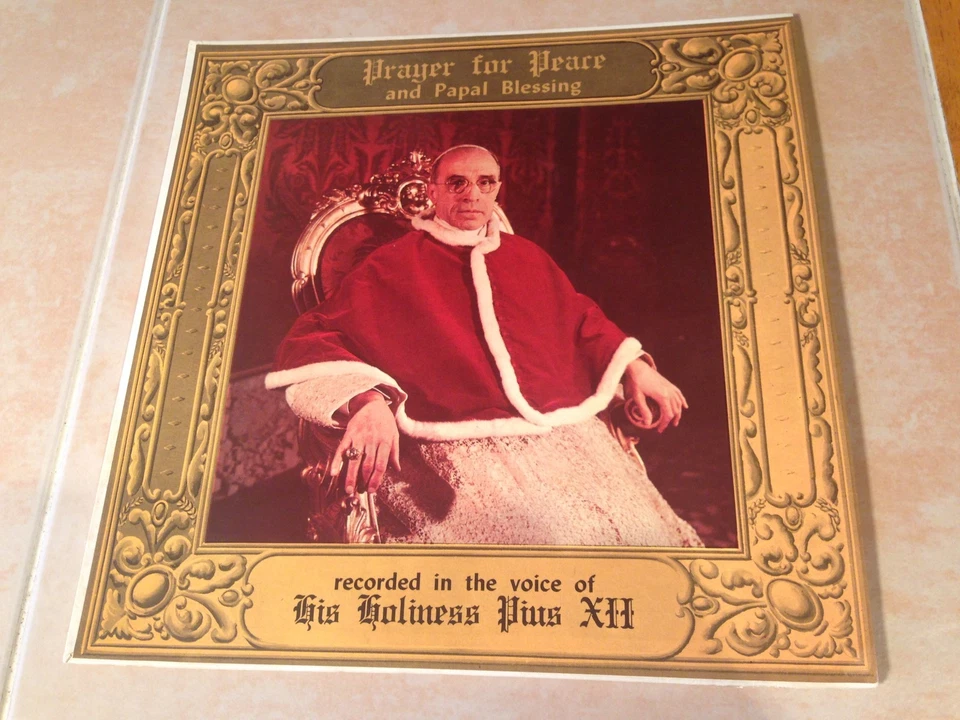 Prayer for Peace
and Papal Blessing
recorded in the voice of
His Holiness Pius XII